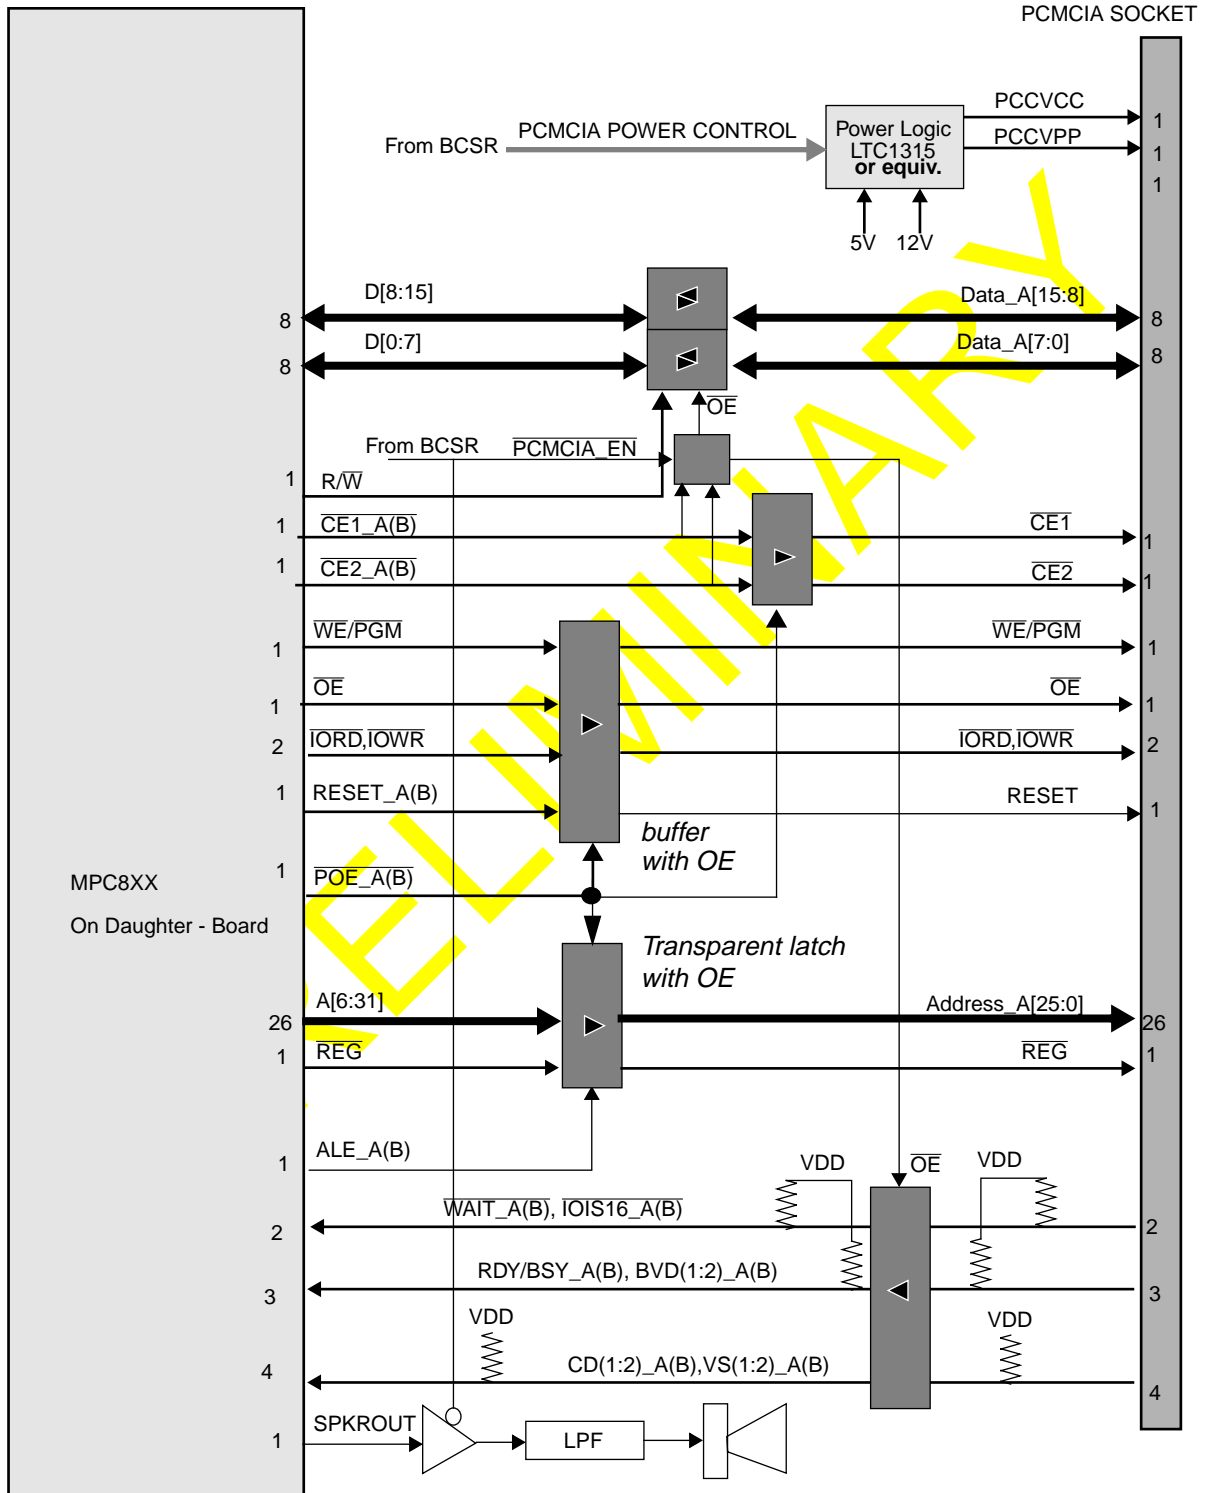 PCMCIA SOCKET
PCCVCC
1
From BCSR
PCMCIA POWER CONTROL
Power Logic
LTC1315
or equiv.
PCCVPP
1
1
5V
12V
D[8:15]
Data_A[15:8]
8
8
D[0:7]
Data_A[7:0]
8
8
OE
From BCSR
PCMCIA_EN
1
R/W
1
CE1_A(B)
CE1
1
1
CE2_A(B)
CE2
1
WE/PGM
WE/PGM
1
1
OE
OE
1
1
IORD,IOWR
IORD,IOWR
2
2
1
RESET_A(B)
RESET
1
buffer
with OE
1
POE_A(B)
MPC8XX
On Daughter - Board
Transparent latch
with OE
A[6:31]
Address_A[25:0]
26
26
REG
REG
1
1
ALE_A(B)
1
VDD
OE
VDD
WAIT_A(B), IOIS16_A(B)
2
2
RDY/BSY_A(B), BVD(1:2)_A(B)
3
3
VDD
VDD
CD(1:2)_A(B),VS(1:2)_A(B)
4
4
SPKROUT
1
LPF
PRELIMINARY